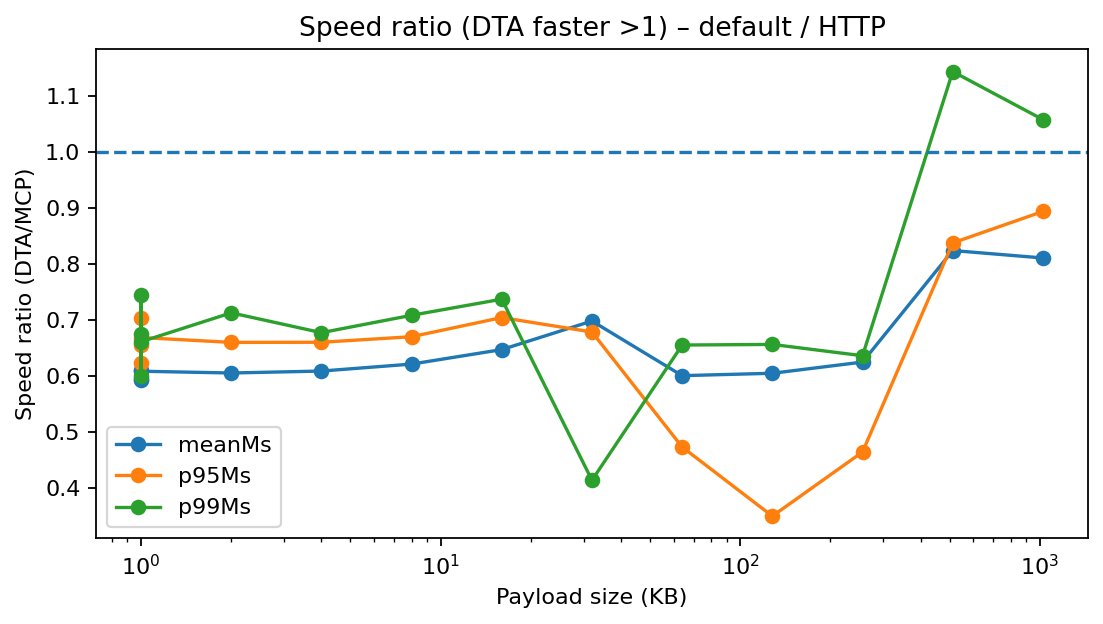 Speed ratio (DTA faster >1) – default / HTTP
Speed ratio (DTA/MCP)
1.1
1.0
0.9
0.8
0.7
0.6
0.5
0.4
meanMs
p95Ms
p99Ms
10⁰ 10¹ 10² 10³
Payload size (KB)